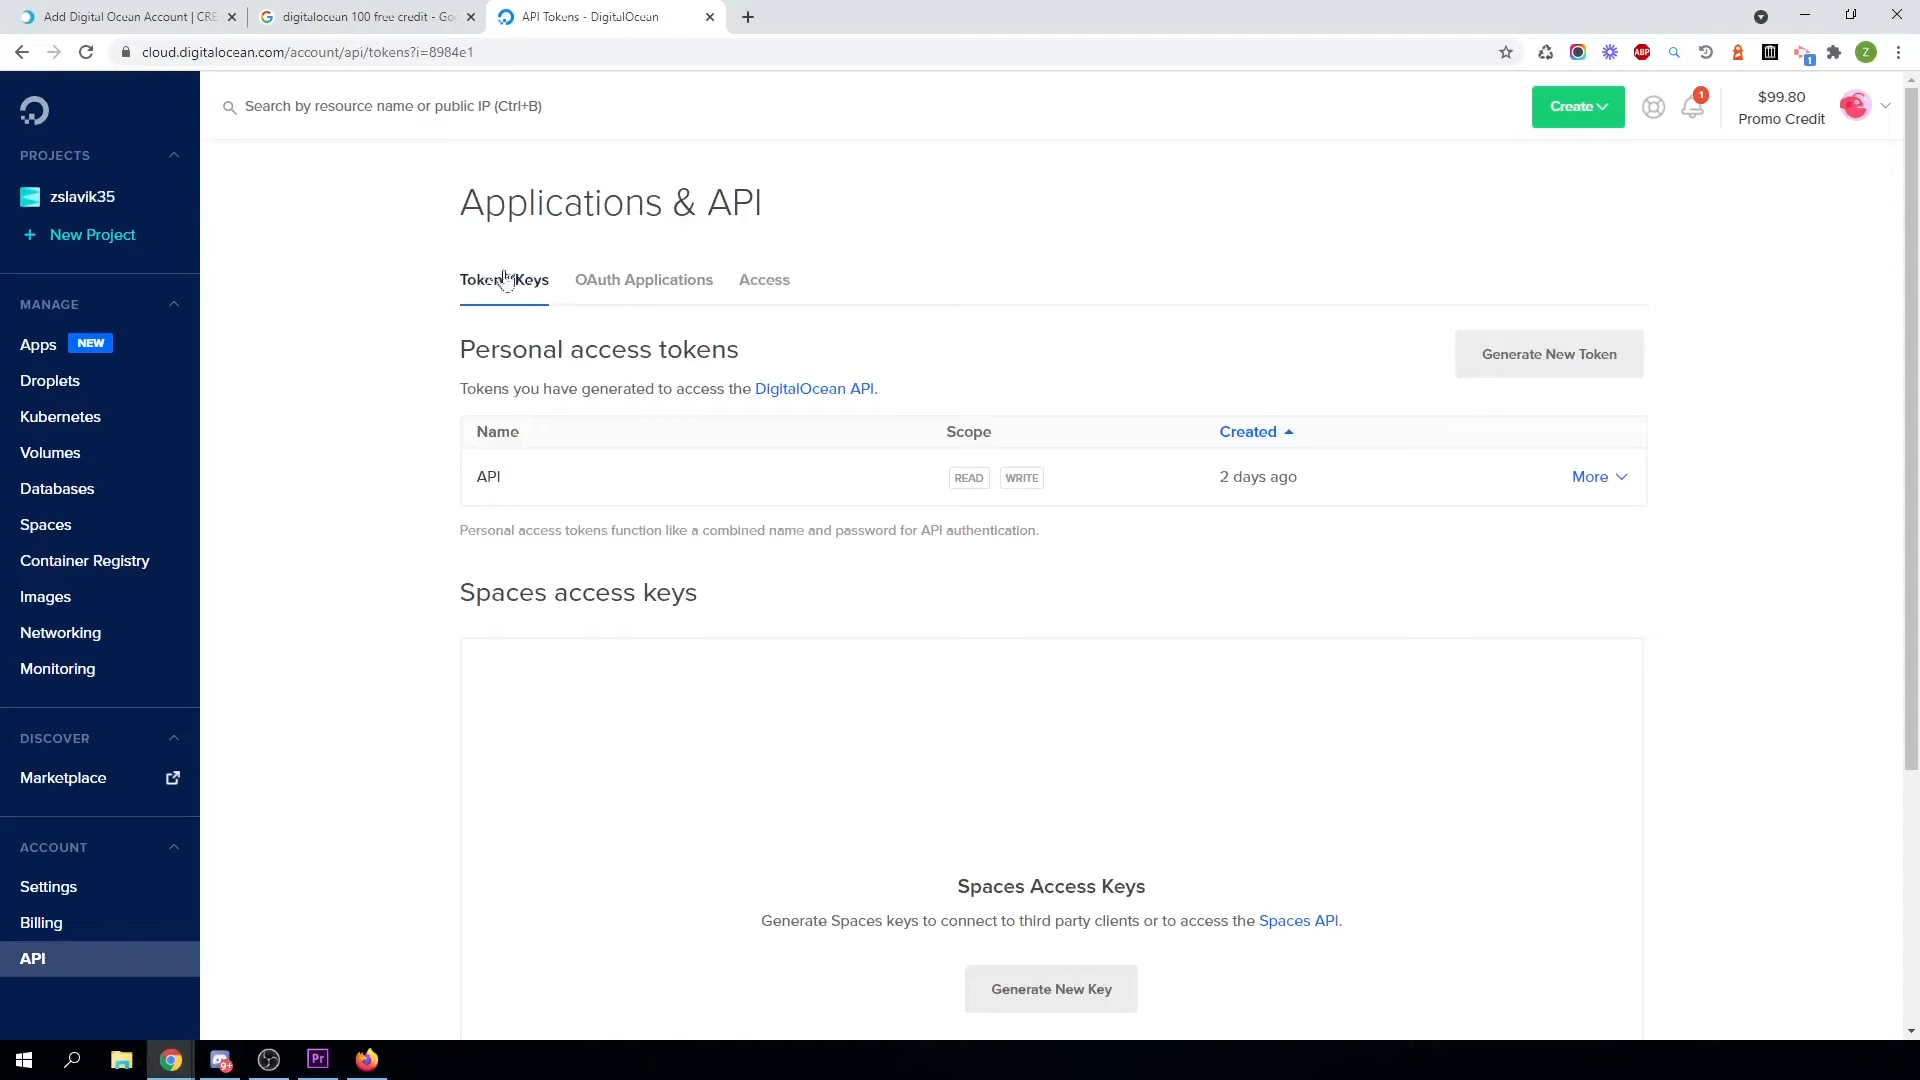 Add Digital Ocean Account | CRE
digitalocean 100 free credit - Goo
API Tokens - DigitalOcean
cloud.digitalocean.com/account/api/tokens?i=8984e1
ABP
1
Z
Search by resource name or public IP (Ctrl+B)
Create
1
$99.80
Promo Credit
PROJECTS
zslavik35
+ New Project
MANAGE
Apps NEW
Droplets
Kubernetes
Volumes
Databases
Spaces
Container Registry
Images
Networking
Monitoring
DISCOVER
Marketplace
ACCOUNT
Settings
Billing
API
Applications & API
Tokens/Keys OAuth Applications Access
Personal access tokens
Generate New Token
Tokens you have generated to access the DigitalOcean API.
Name Scope Created
API READ WRITE 2 days ago More
Personal access tokens function like a combined name and password for API authentication.
Spaces access keys
Spaces Access Keys
Generate Spaces keys to connect to third party clients or to access the Spaces API.
Generate New Key
9+
Pr